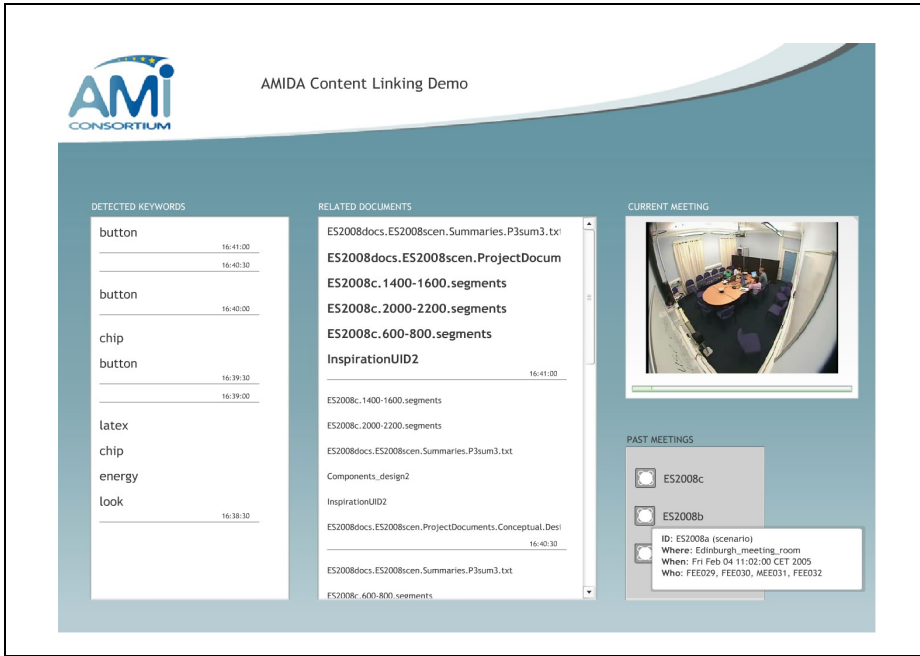 AMi
CONSORTIUM
AMIDA Content Linking Demo
DETECTED KEYWORDS
button
16:41:00
16:40:30
button
16:40:00
chip
button
16:39:30
16:39:00
latex
chip
energy
look
16:38:30
RELATED DOCUMENTS
ES2008docs.ES2008scen.Summaries.P3sum3.txt
ES2008docs.ES2008scen.ProjectDocum
ES2008c.1400-1600.segments
ES2008c.2000-2200.segments
ES2008c.600-800.segments
InspirationUID2
16:41:00
ES2008c.1400-1600.segments
ES2008c.2000-2200.segments
ES2008docs.ES2008scen.Summaries.P3sum3.txt
Components_design2
InspirationUID2
ES2008docs.ES2008scen.ProjectDocuments.Conceptual.Desi
16:40:30
ES2008docs.ES2008scen.Summaries.P3sum3.txt
ES2008c.600-800.segments
CURRENT MEETING
PAST MEETINGS
ES2008c
ES2008b
ID: ES2008a (scenario)
Where: Edinburgh_meeting_room
When: Fri Feb 04 11:02:00 CET 2005
Who: FEE029, FEE030, MEE031, FEE032